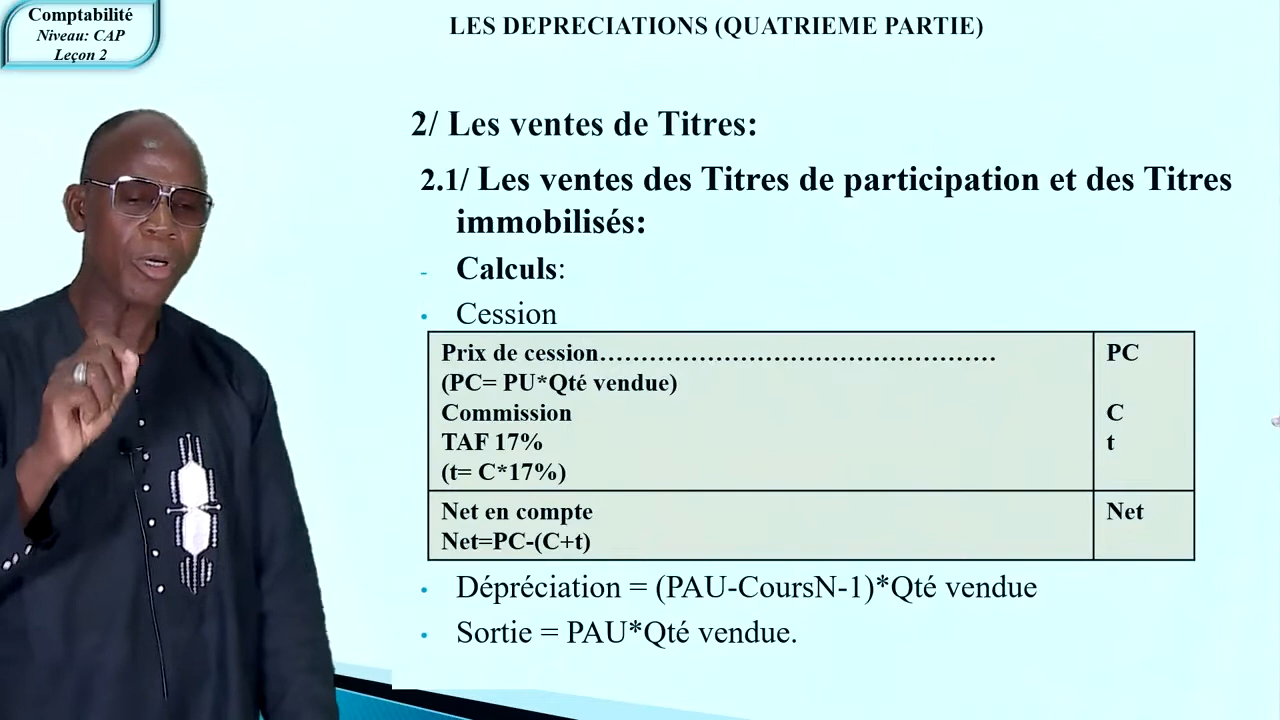 Comptabilité
Niveau: CAP
Leçon 2
LES DEPRECIATIONS (QUATRIEME PARTIE)
2/ Les ventes de Titres:
2.1/ Les ventes des Titres de participation et des Titres
immobilisés:
- Calculs:
• Cession
Prix de cession………………………………………… PC
(PC= PU*Qté vendue)
Commission C
TAF 17% t
(t= C*17%)
Net en compte Net
Net=PC-(C+t)
• Dépréciation = (PAU-CoursN-1)*Qté vendue
• Sortie = PAU*Qté vendue.